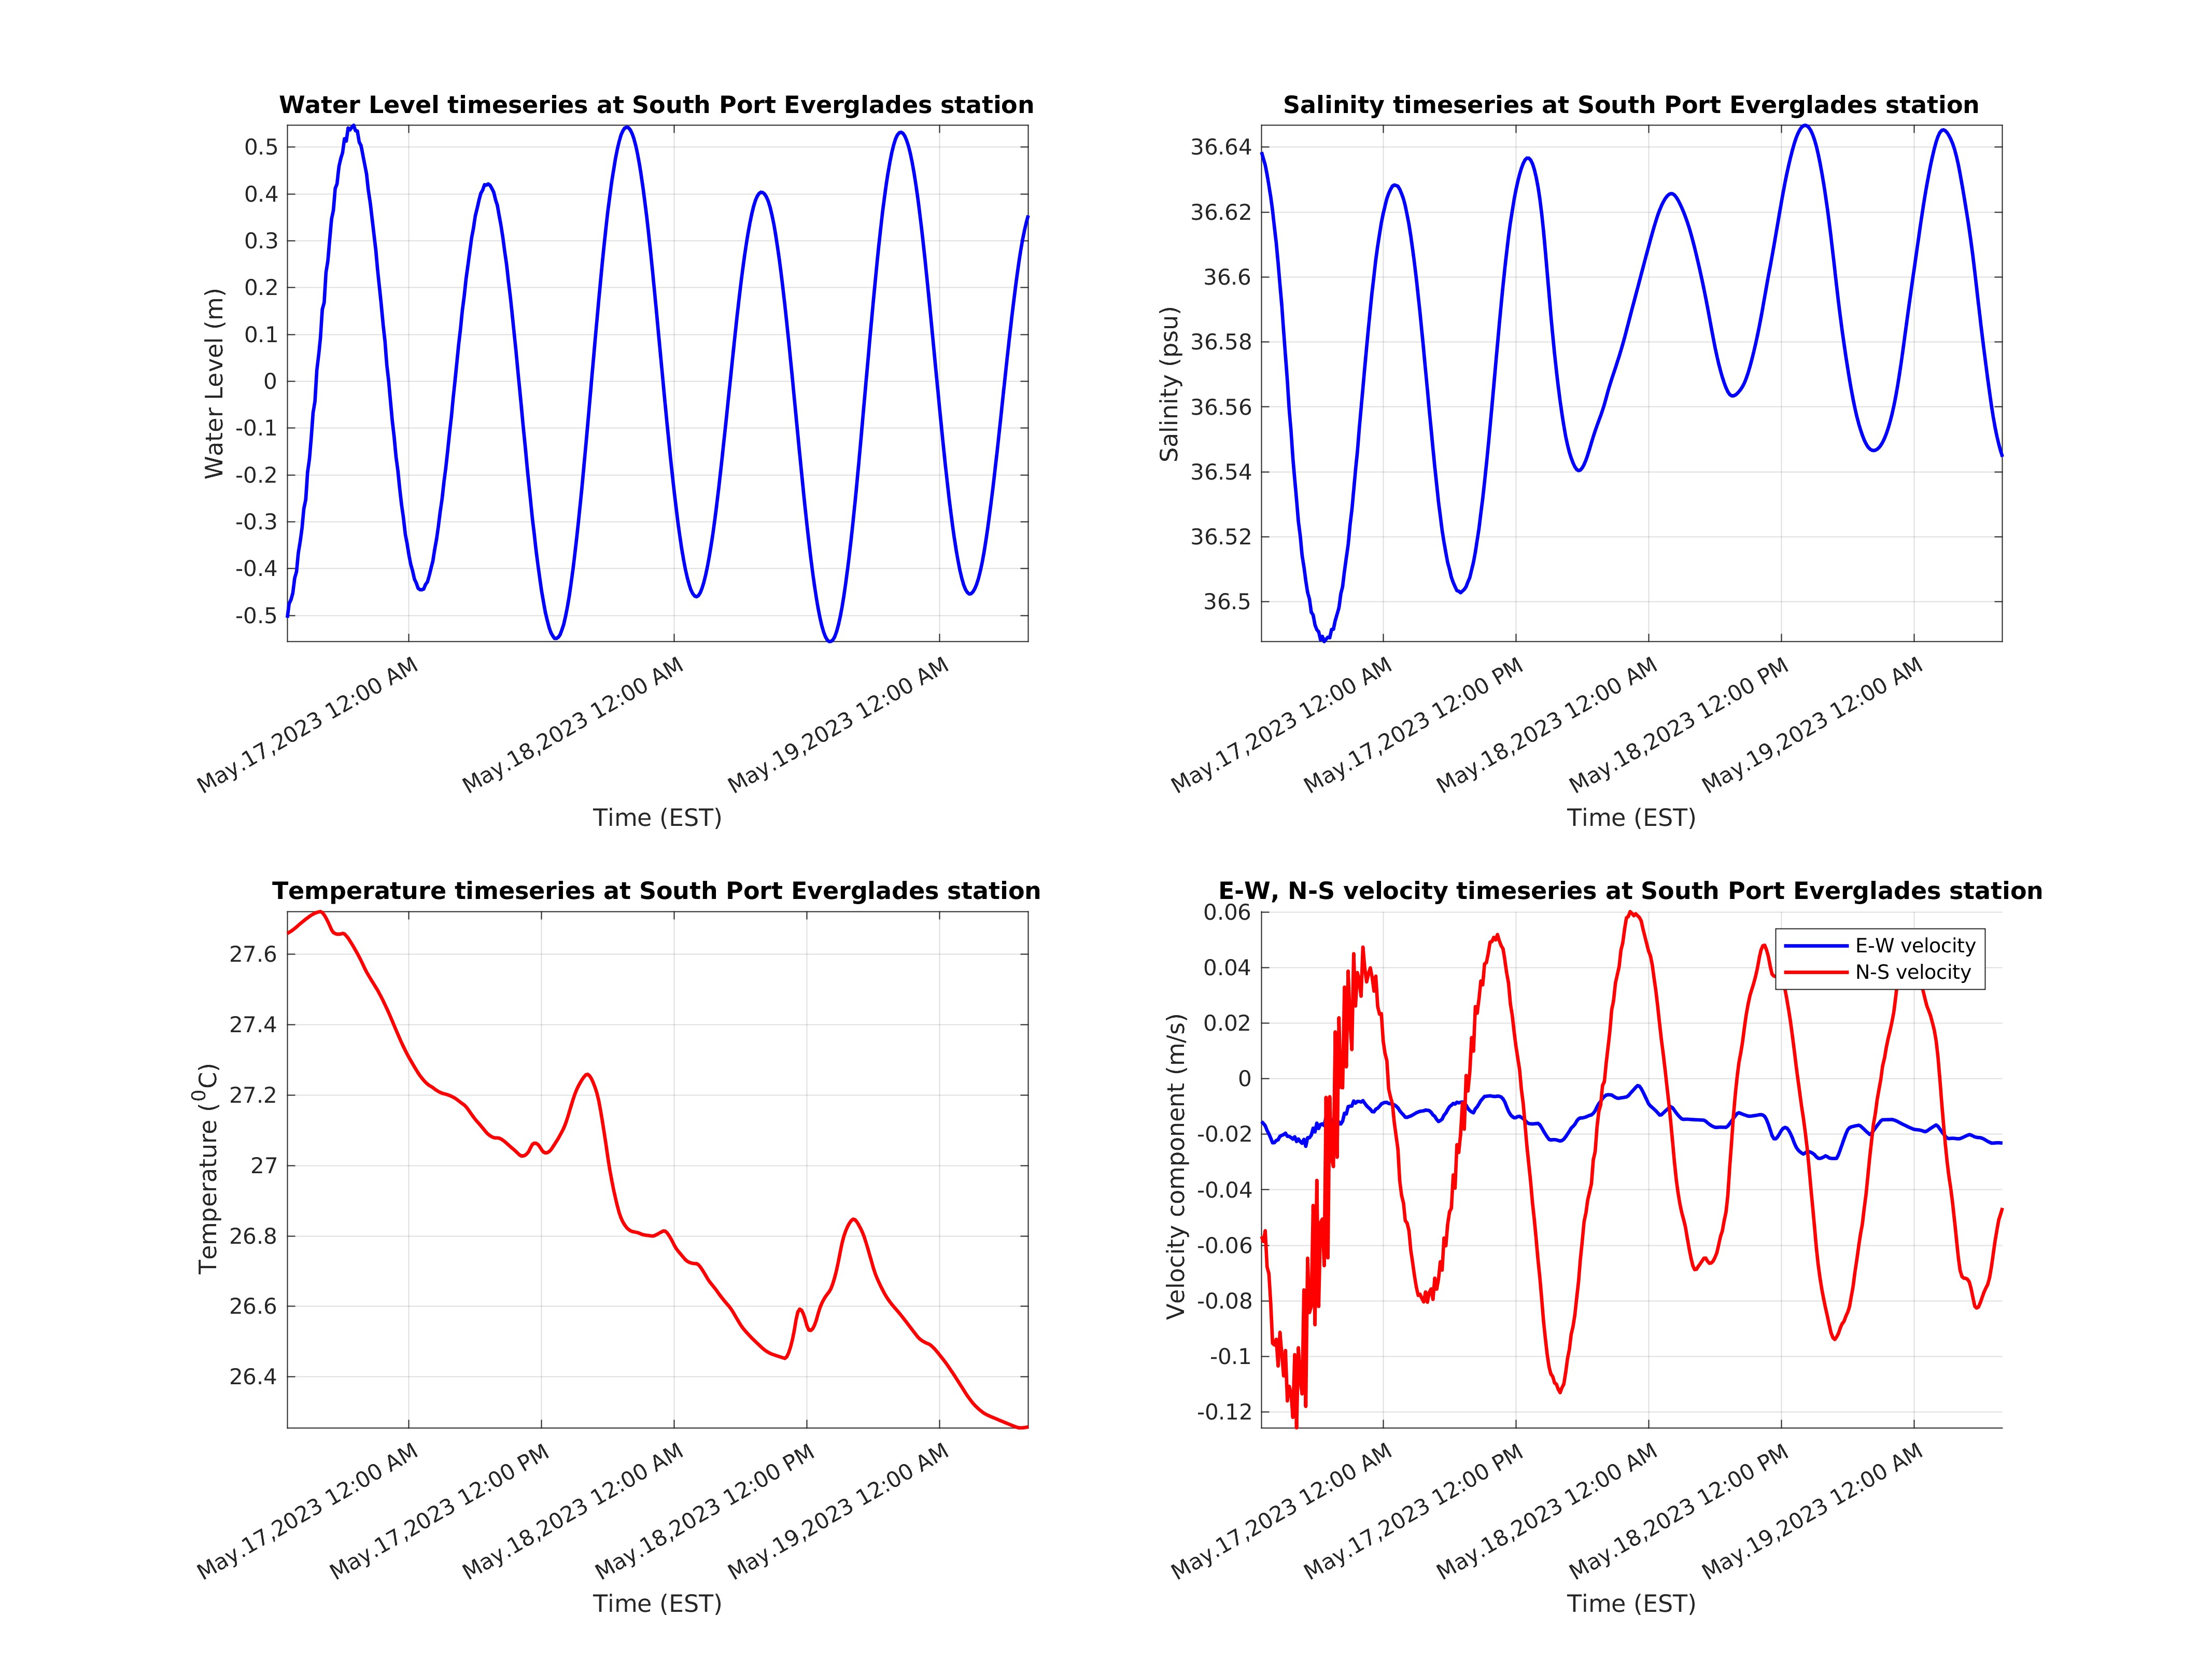 Water Level timeseries at South Port Everglades station
Water Level (m)
0.5
0.4
0.3
0.2
0.1
0
-0.1
-0.2
-0.3
-0.4
-0.5
May.17,2023 12:00 AM
May.18,2023 12:00 AM
May.19,2023 12:00 AM
Time (EST)
Salinity timeseries at South Port Everglades station
Salinity (psu)
36.64
36.62
36.6
36.58
36.56
36.54
36.52
36.5
May.17,2023 12:00 AM
May.17,2023 12:00 PM
May.18,2023 12:00 AM
May.18,2023 12:00 PM
May.19,2023 12:00 AM
Time (EST)
Temperature timeseries at South Port Everglades station
Temperature (⁰C)
27.6
27.4
27.2
27
26.8
26.6
26.4
May.17,2023 12:00 AM
May.17,2023 12:00 PM
May.18,2023 12:00 AM
May.18,2023 12:00 PM
May.19,2023 12:00 AM
Time (EST)
E-W, N-S velocity timeseries at South Port Everglades station
Velocity component (m/s)
0.06
0.04
0.02
0
-0.02
-0.04
-0.06
-0.08
-0.1
-0.12
E-W velocity
N-S velocity
May.17,2023 12:00 AM
May.17,2023 12:00 PM
May.18,2023 12:00 AM
May.18,2023 12:00 PM
May.19,2023 12:00 AM
Time (EST)